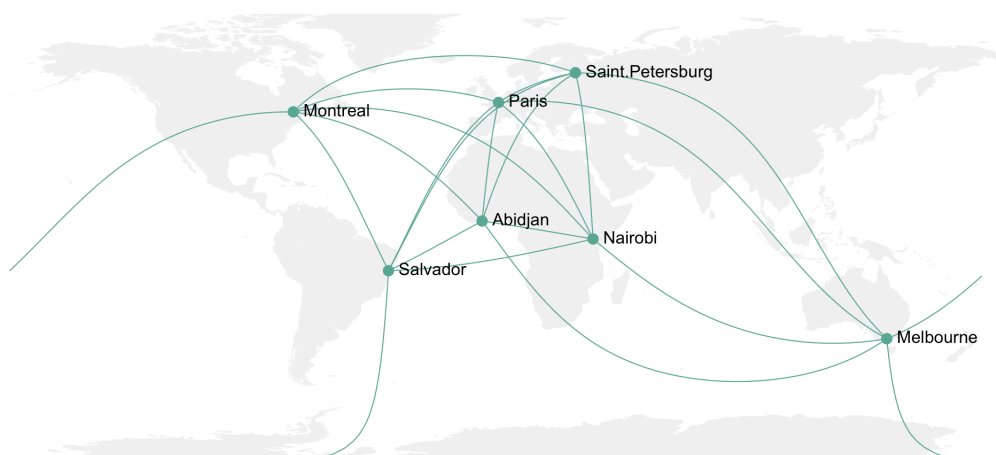 Saint.Petersburg
Paris
Montreal
Abidjan
Nairobi
Salvador
Melbourne